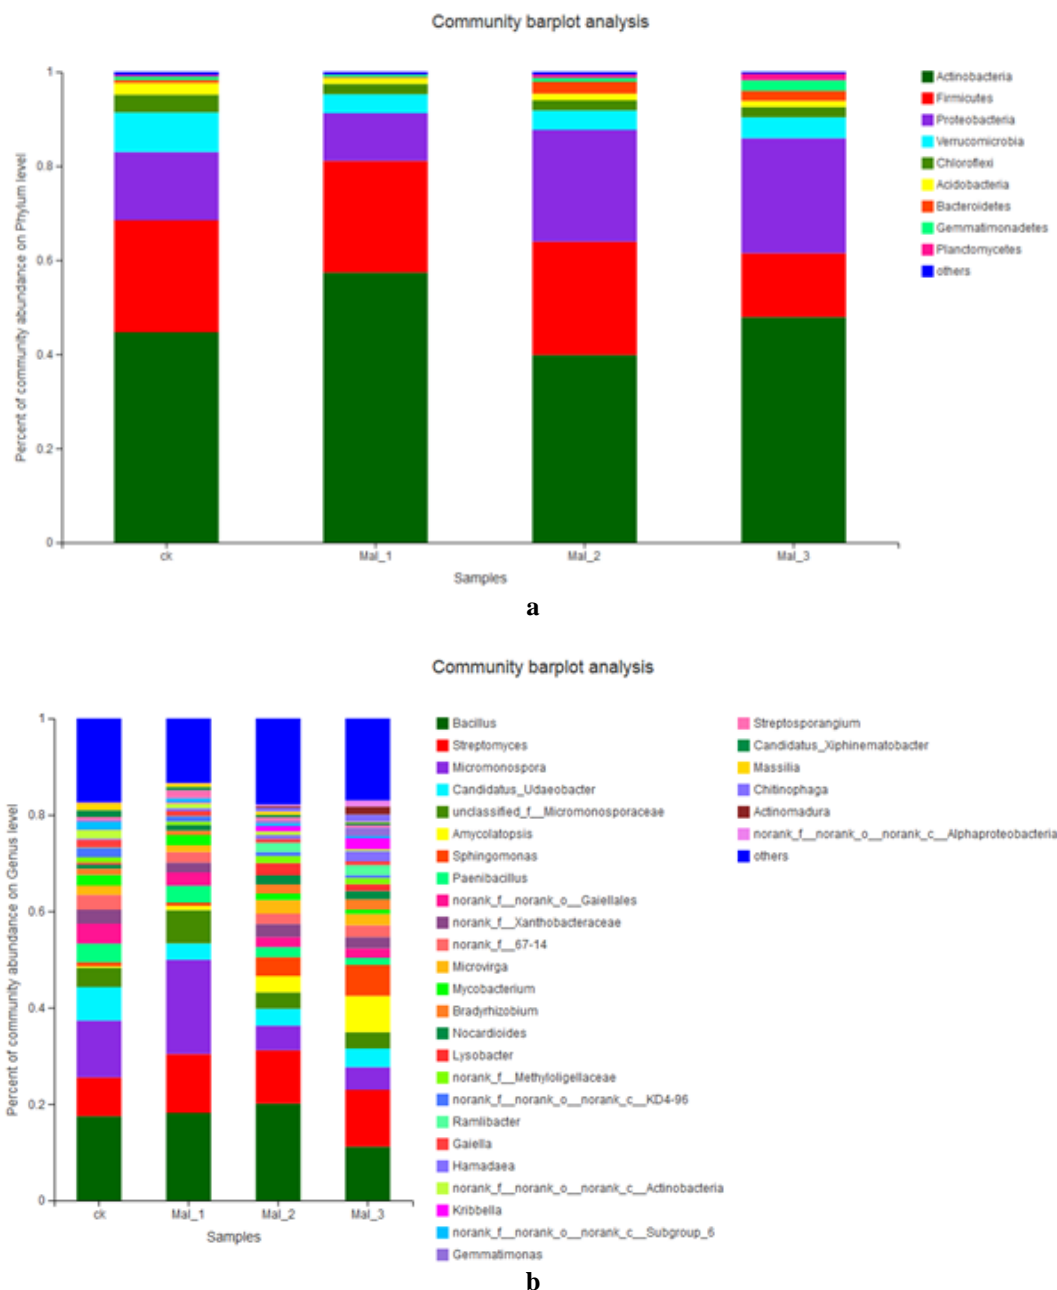 Community barplot analysis
Percent of community abundance on Phylum level
1
0.8
0.6
0.4
0.2
0
ck
Mal_1
Mal_2
Mal_3
Samples
Actinobacteria
Firmicutes
Proteobacteria
Verrucomicrobia
Chloroflexi
Acidobacteria
Bacteroidetes
Gemmatimonadetes
Planctomycetes
others
a
Community barplot analysis
Percent of community abundance on Genus level
1
0.8
0.6
0.4
0.2
0
ck
Mal_1
Mal_2
Mal_3
Samples
Bacillus
Streptomyces
Micromonospora
Candidatus_Udaeobacter
unclassified_f__Micromonosporaceae
Amycolatopsis
Sphingomonas
Paenibacillus
norank_f__norank_o__Gaiellales
norank_f__Xanthobacteraceae
norank_f__67-14
Microvirga
Mycobacterium
Bradyrhizobium
Nocardioides
Lysobacter
norank_f__Methyloligellaceae
norank_f__norank_o__norank_c__KD4-96
Ramlibacter
Gaiella
Hamadaea
norank_f__norank_o__norank_c__Actinobacteria
Kribbella
norank_f__norank_o__norank_c__Subgroup_6
Gemmatimonas
Streptosporangium
Candidatus_Xiphinematobacter
Massilia
Chitinophaga
Actinomadura
norank_f__norank_o__norank_c__Alphaproteobacteria
others
b